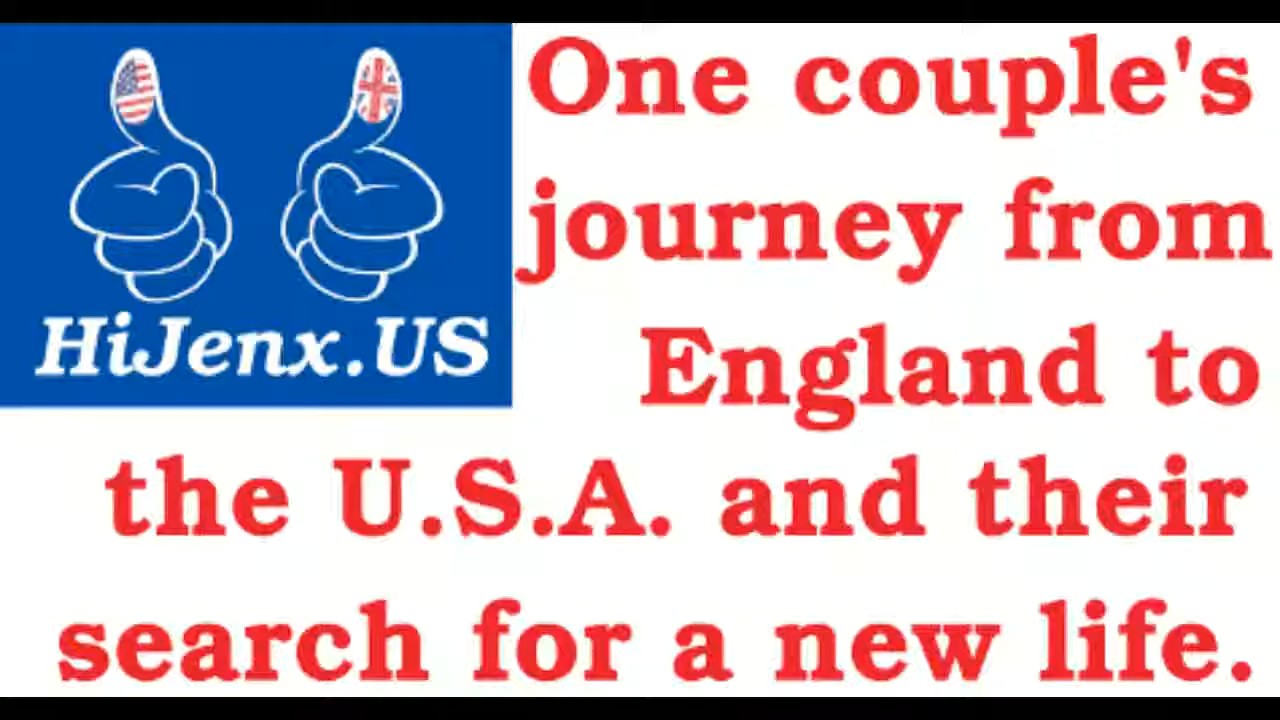 HiJenx.US
One couple's
journey from
England to
the U.S.A. and their
search for a new life.